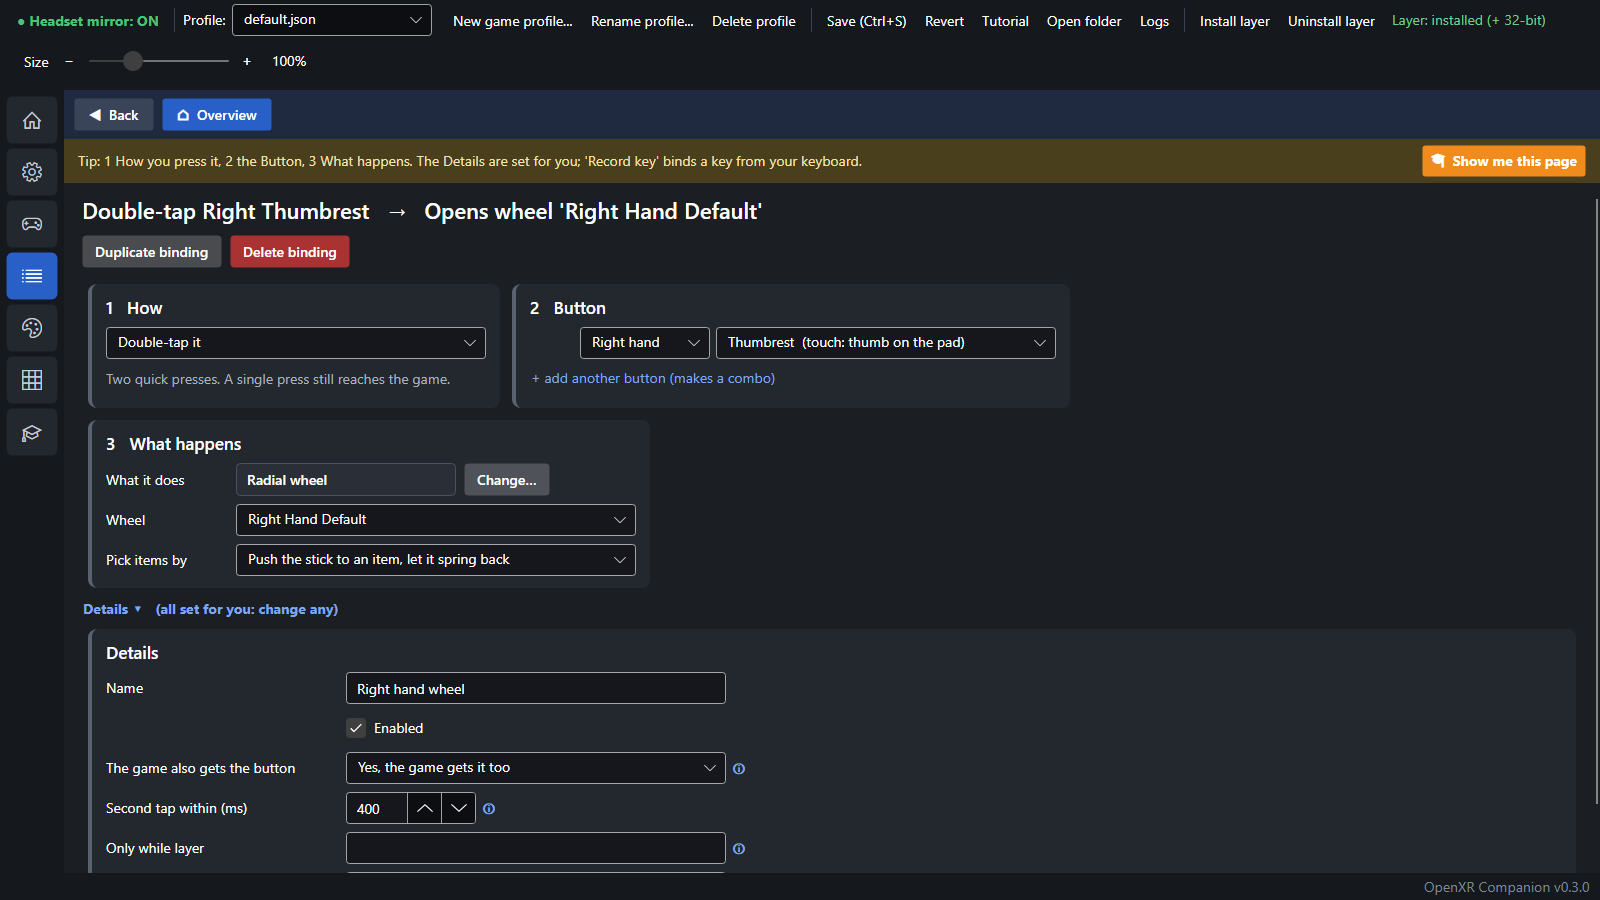 ● Headset mirror: ON Profile: default.json New game profile... Rename profile... Delete profile Save (Ctrl+S) Revert Tutorial Open folder Logs Install layer Uninstall layer Layer: installed (+ 32-bit)
Size − + 100%
◀ Back Overview
Tip: 1 How you press it, 2 the Button, 3 What happens. The Details are set for you; 'Record key' binds a key from your keyboard. Show me this page
Double-tap Right Thumbrest → Opens wheel 'Right Hand Default'
Duplicate binding Delete binding
1 How
Double-tap it
Two quick presses. A single press still reaches the game.
2 Button
Right hand Thumbrest (touch: thumb on the pad)
+ add another button (makes a combo)
3 What happens
What it does Radial wheel Change...
Wheel Right Hand Default
Pick items by Push the stick to an item, let it spring back
Details ▼ (all set for you: change any)
Details
Name Right hand wheel
Enabled
The game also gets the button Yes, the game gets it too
Second tap within (ms) 400
Only while layer
OpenXR Companion v0.3.0